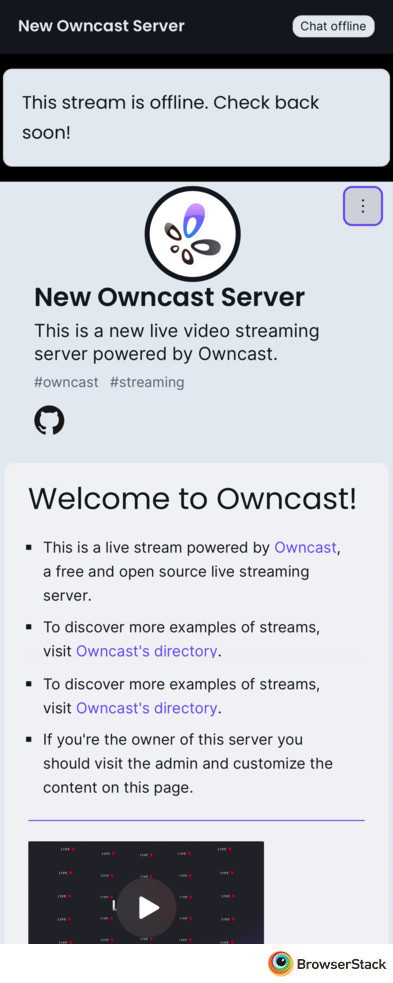 New Owncast Server
Chat offline
This stream is offline. Check back
soon!
New Owncast Server
This is a new live video streaming
server powered by Owncast.
#owncast #streaming
Welcome to Owncast!
This is a live stream powered by Owncast,
a free and open source live streaming
server.
To discover more examples of streams,
visit Owncast's directory.
To discover more examples of streams,
visit Owncast's directory.
If you're the owner of this server you
should visit the admin and customize the
content on this page.
BrowserStack